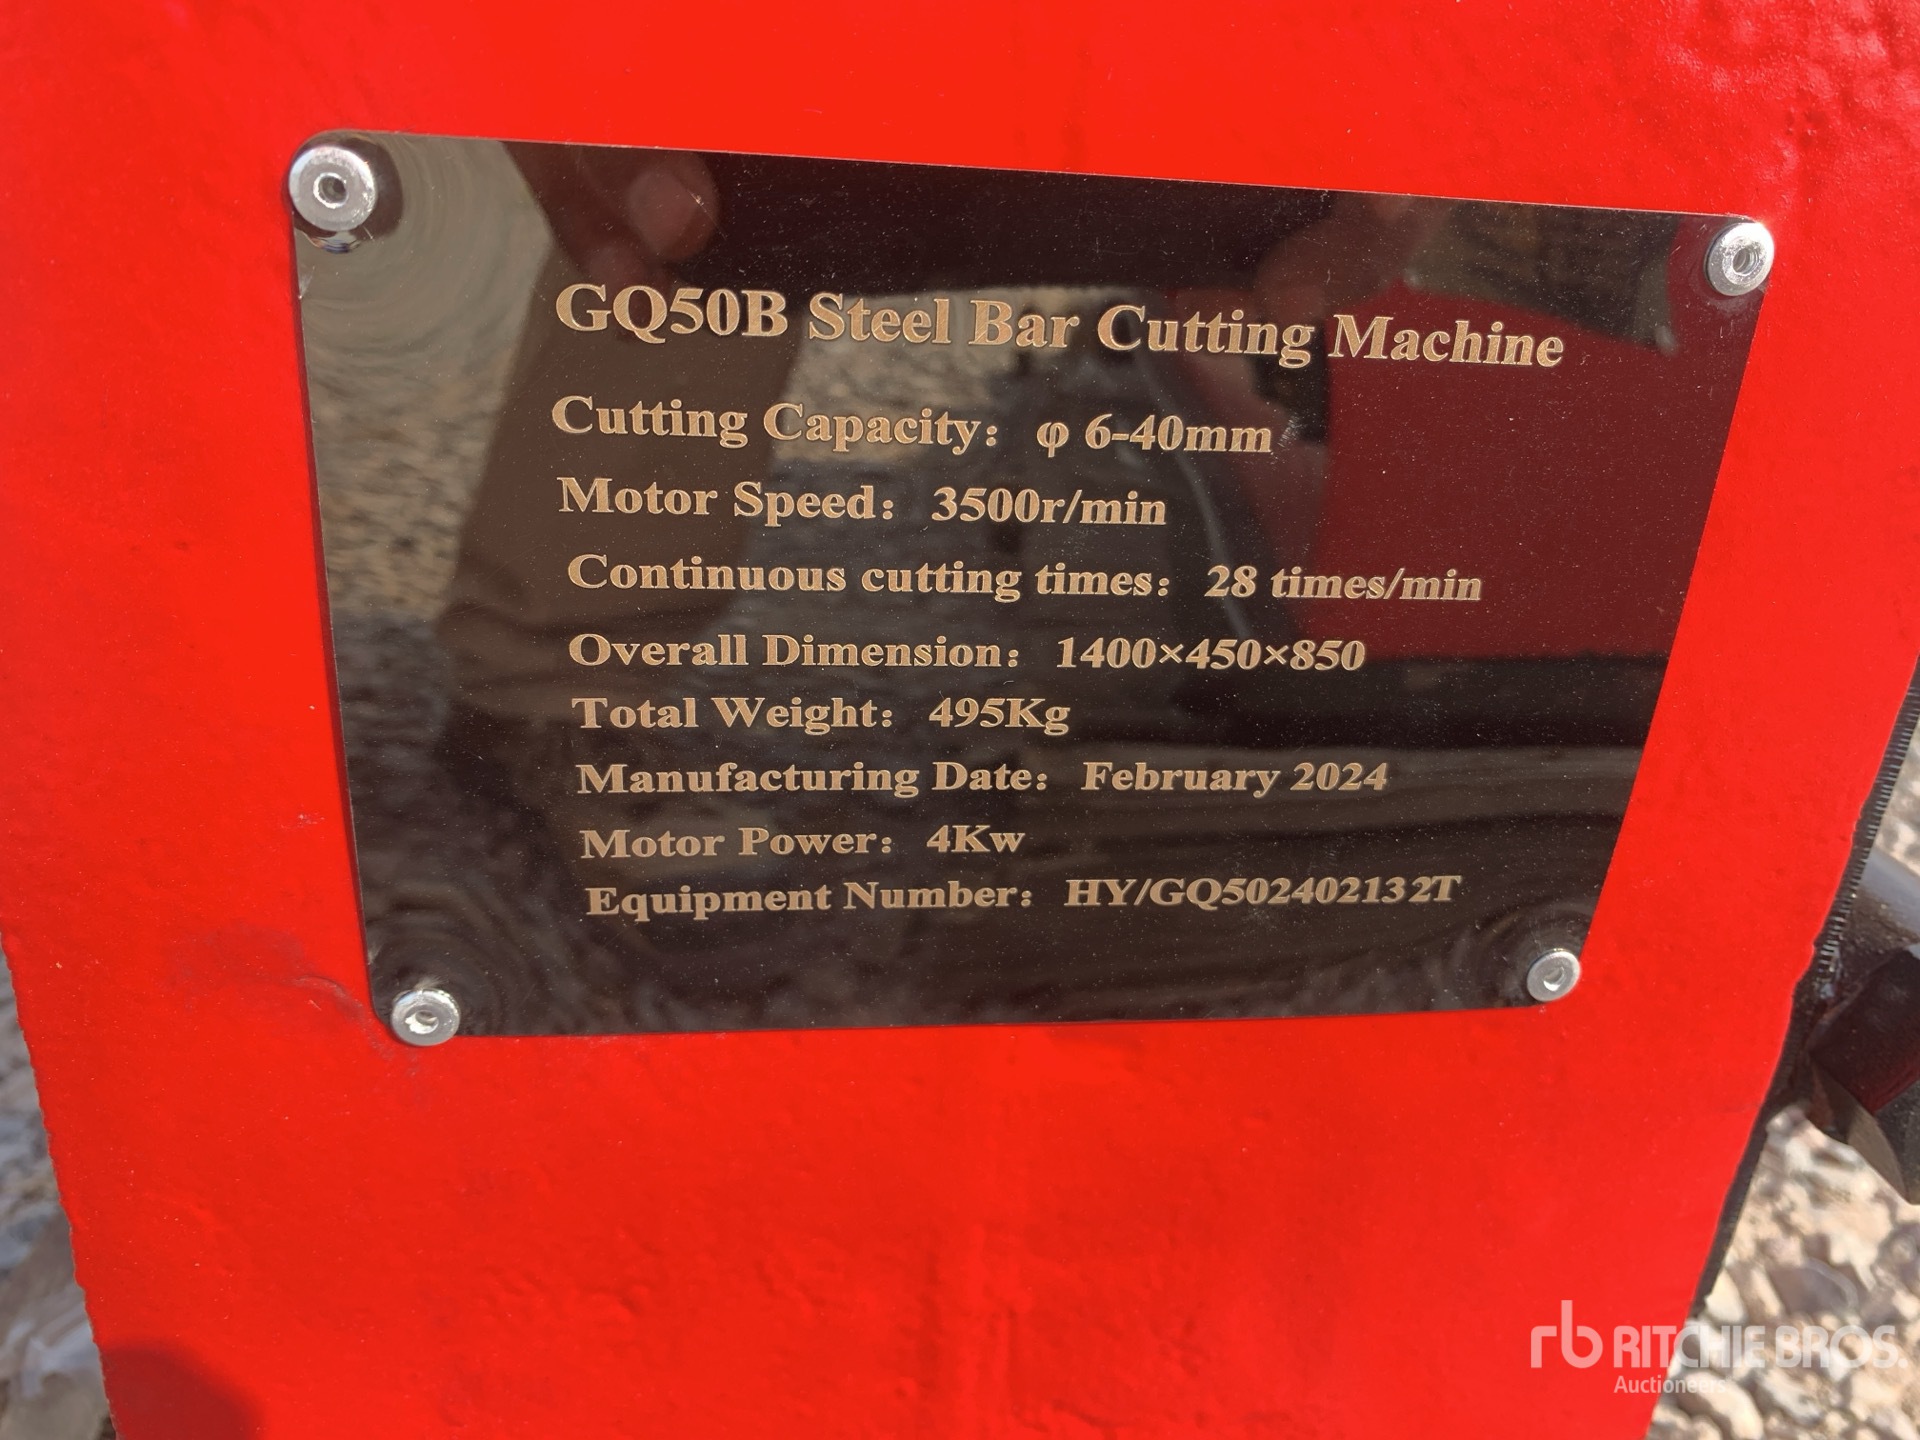 GQ50B Steel Bar Cutting Machine
Cutting Capacity： φ 6-40mm
Motor Speed： 3500r/min
Continuous cutting times： 28 times/min
Overall Dimension： 1400×450×850
Total Weight： 495Kg
Manufacturing Date： February 2024
Motor Power： 4Kw
Equipment Number： HY/GQ502402132T
rb RITCHIE BROS.
Auctioneers